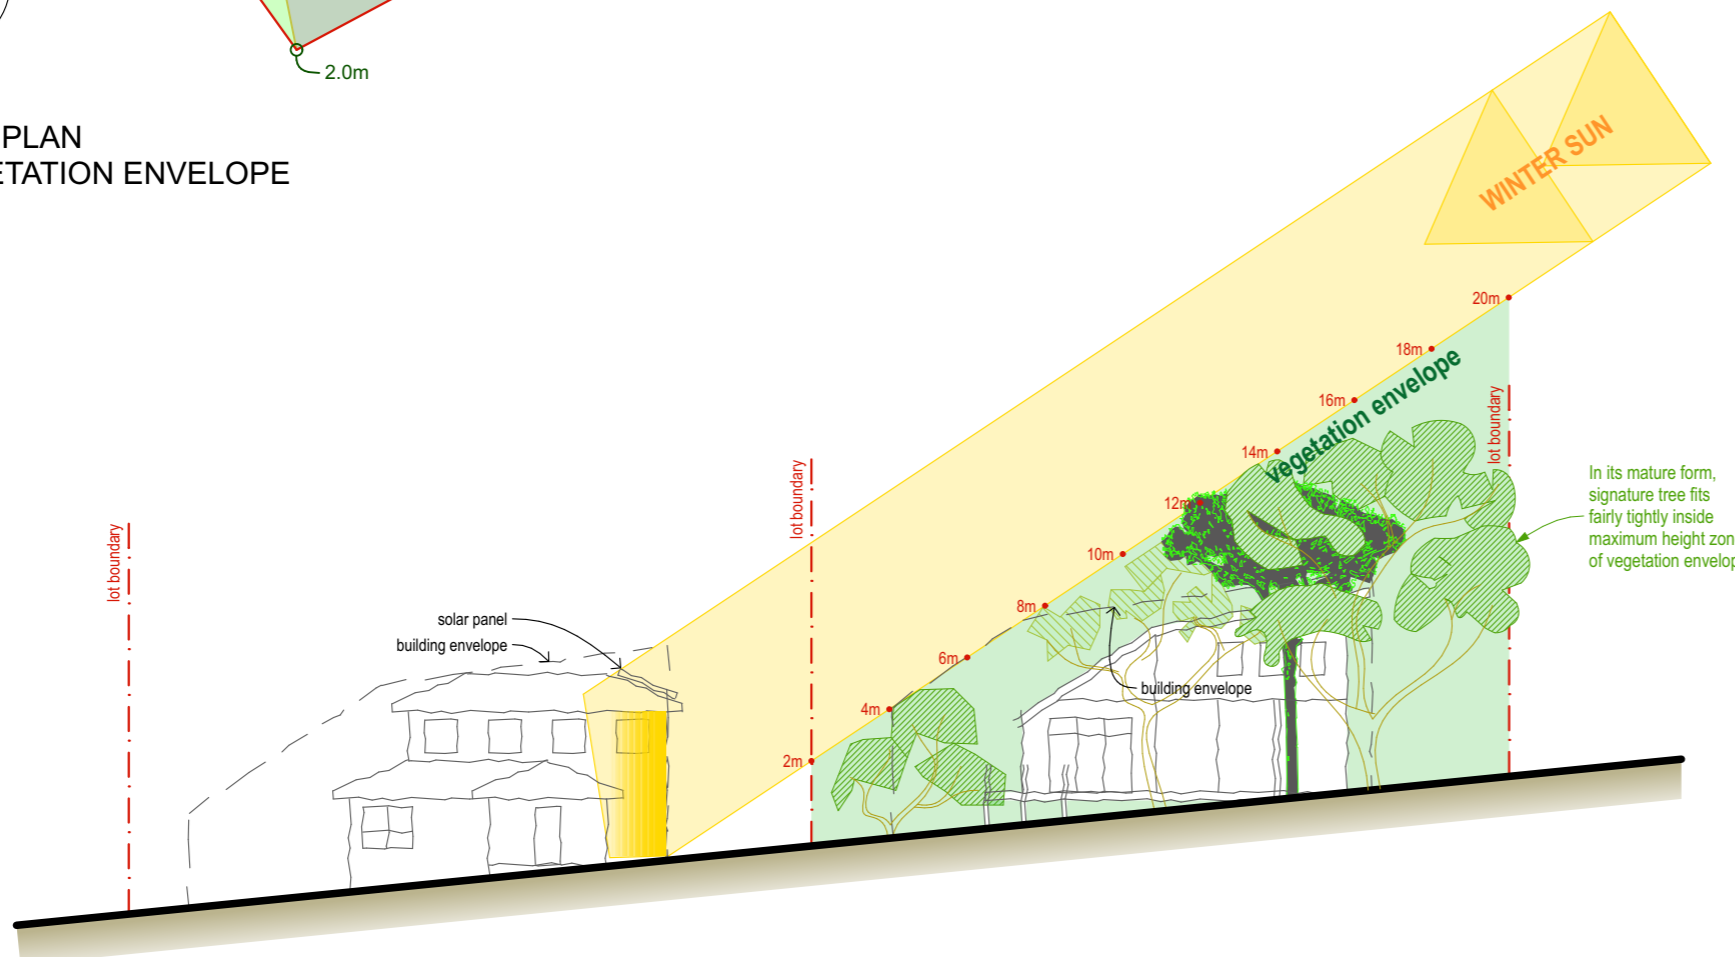 2.0m
PLAN
ETATION ENVELOPE
WINTER SUN
20m
18m
16m
14m
12m
10m
8m
6m
4m
2m
vegetation envelope
lot boundary
lot boundary
lot boundary
solar panel
building envelope
building envelope
In its mature form,
signature tree fits
fairly tightly inside
maximum height zon
of vegetation envelop